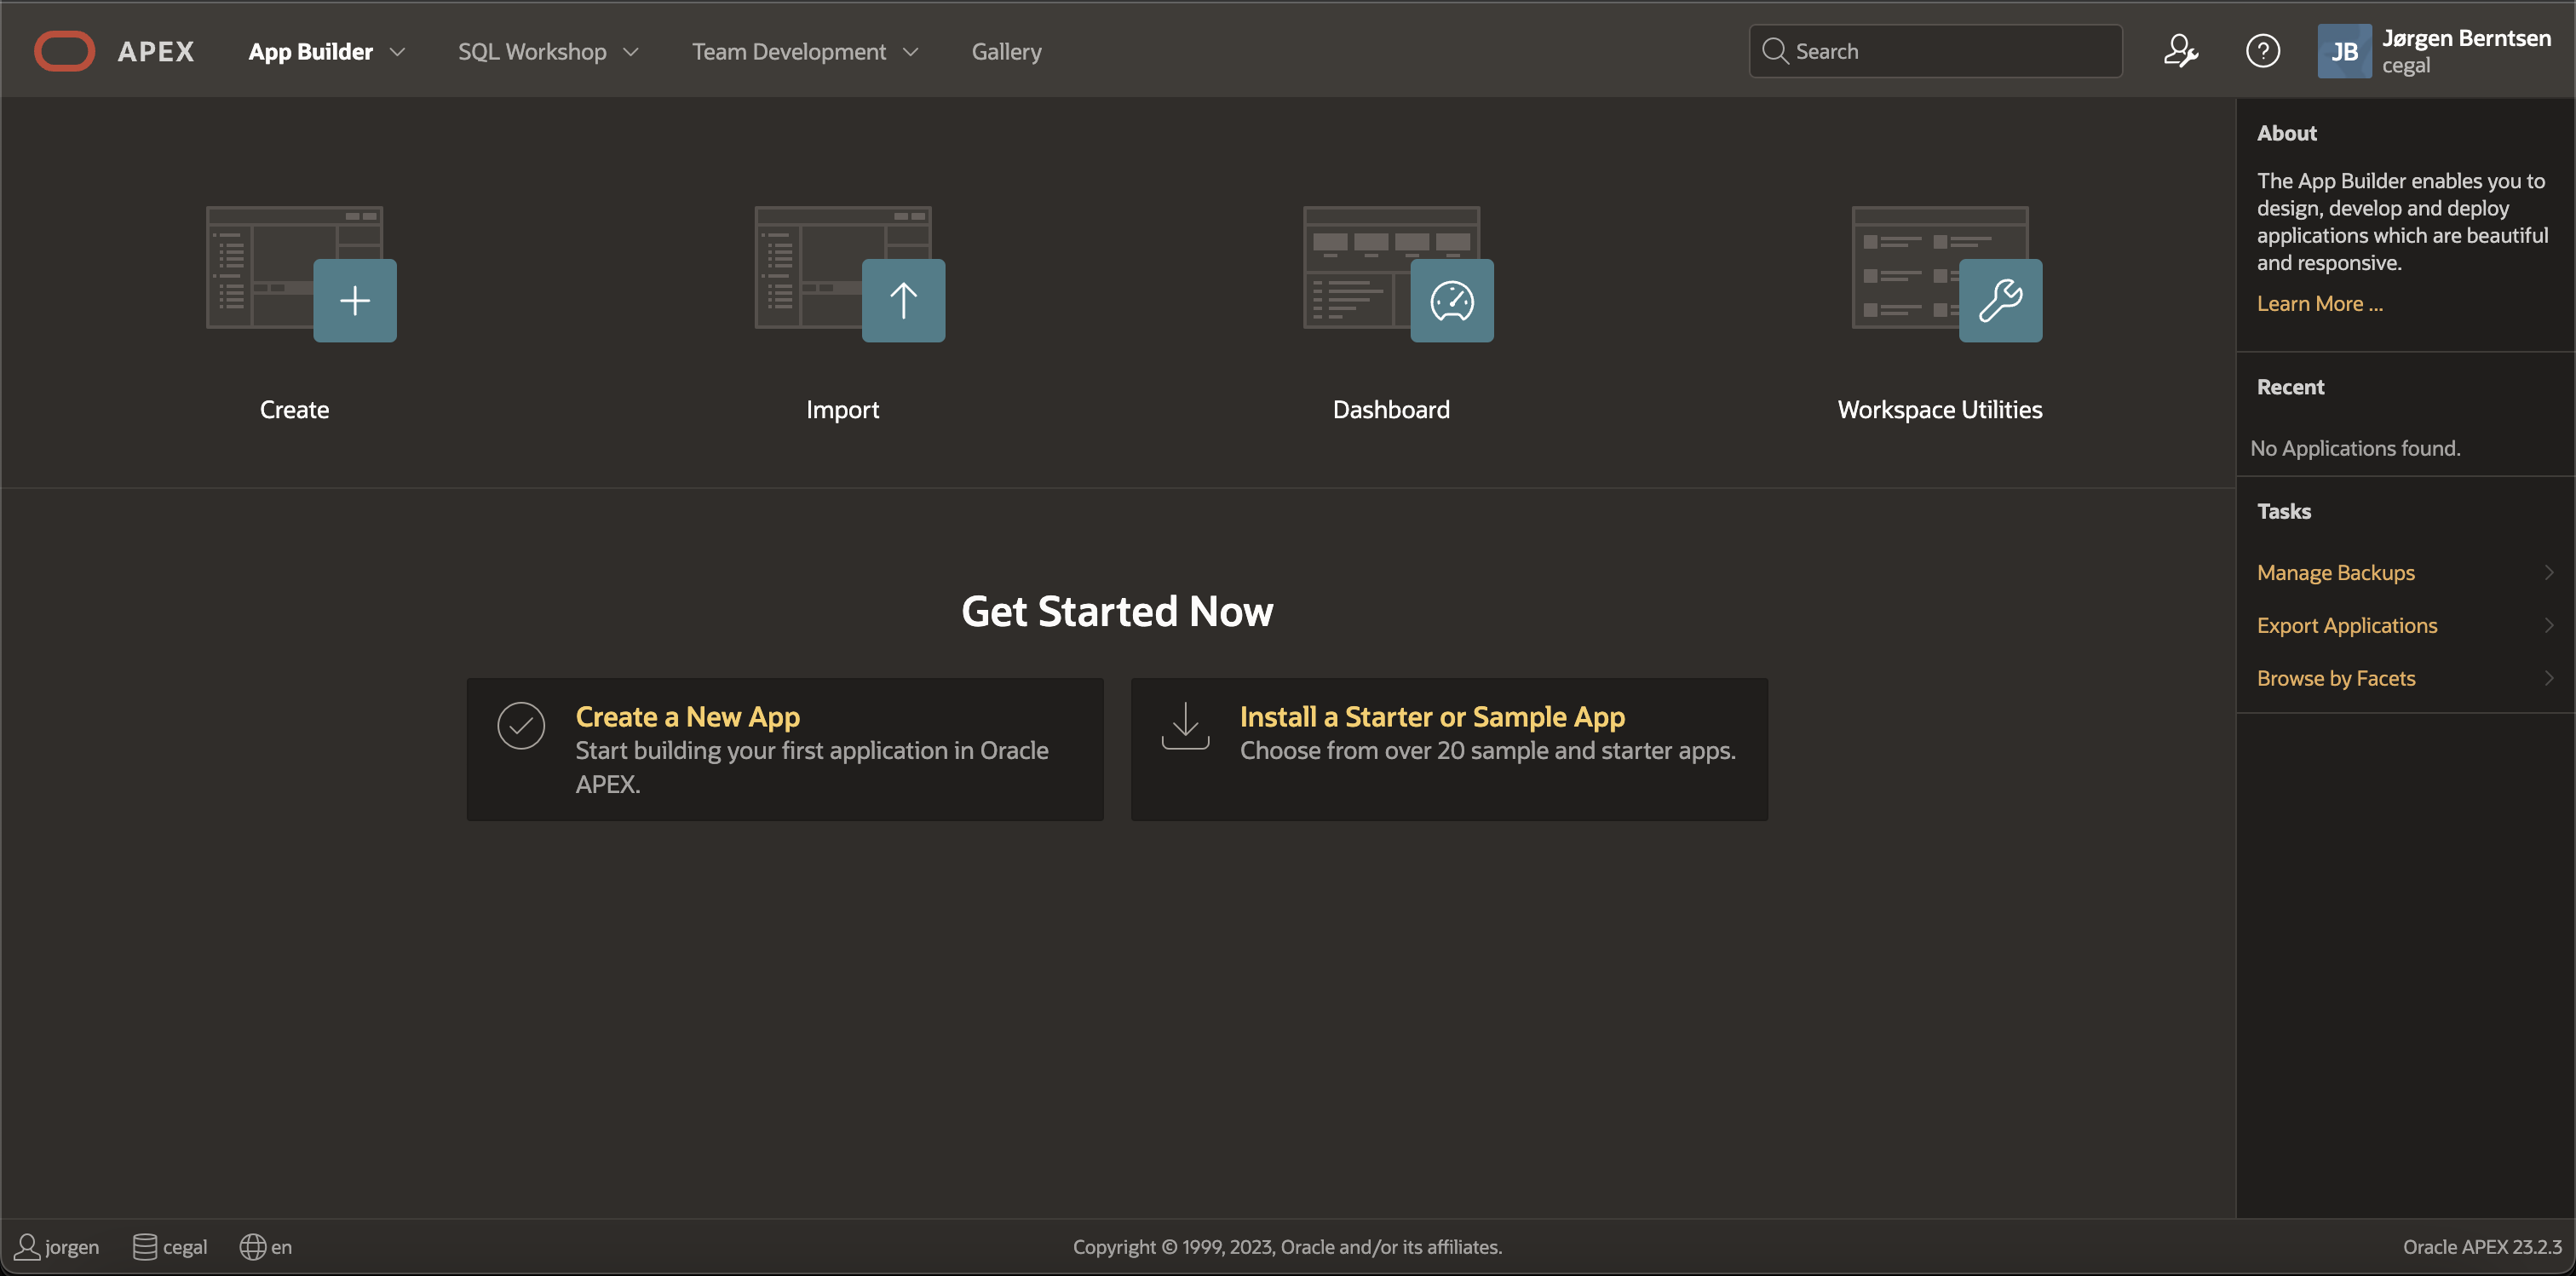 APEX
App Builder
SQL Workshop
Team Development
Gallery
Search
JB
Jørgen Berntsen
cegal
Create
Import
Dashboard
Workspace Utilities
Get Started Now
Create a New App
Start building your first application in Oracle
APEX.
Install a Starter or Sample App
Choose from over 20 sample and starter apps.
About
The App Builder enables you to
design, develop and deploy
applications which are beautiful
and responsive.
Learn More ...
Recent
No Applications found.
Tasks
Manage Backups
Export Applications
Browse by Facets
jorgen
cegal
en
Copyright © 1999, 2023, Oracle and/or its affiliates.
Oracle APEX 23.2.3